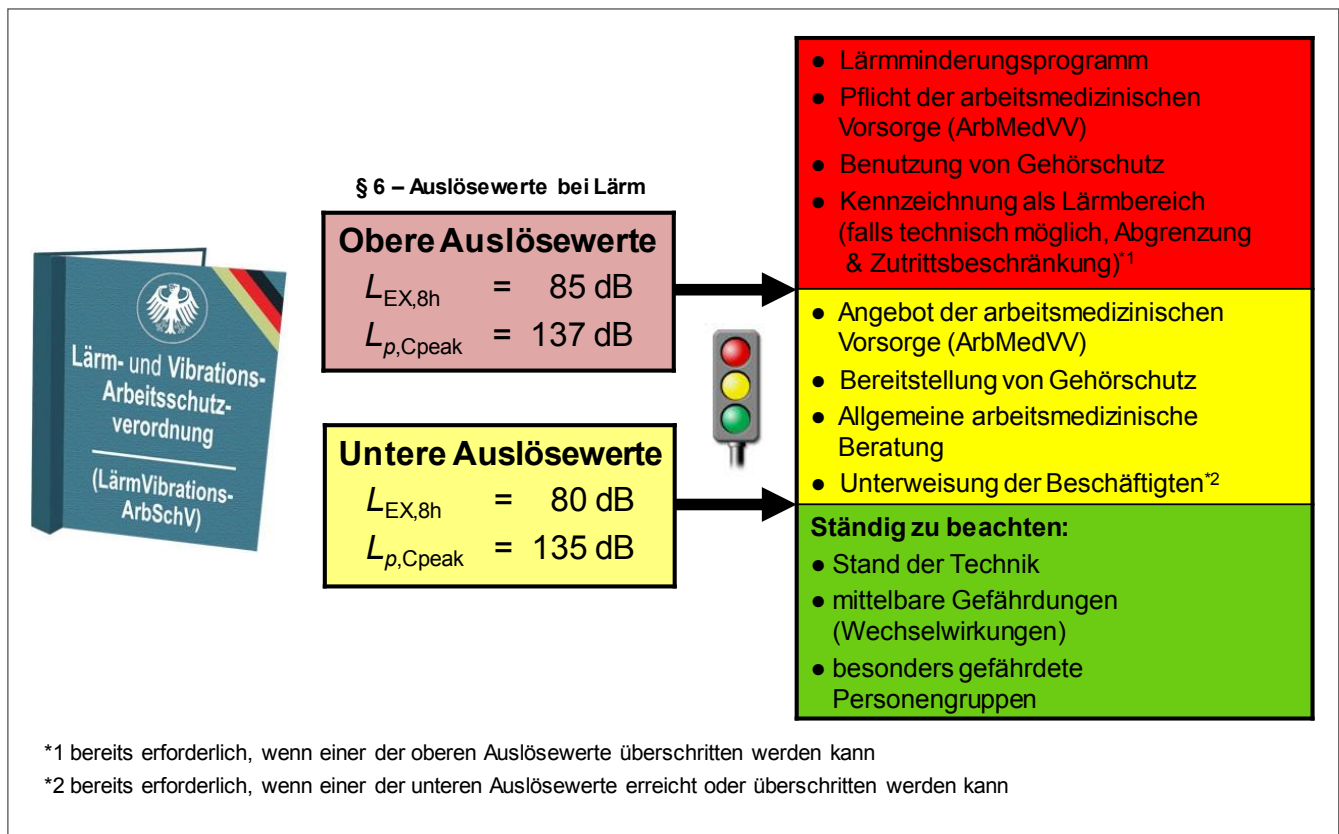 Lärm- und Vibrations-
Arbeitsschutz-
verordnung
(LärmVibrations-
ArbSchV)
§ 6 – Auslösewerte bei Lärm
Obere Auslösewerte
LEX,8h = 85 dB
Lp,Cpeak = 137 dB
Untere Auslösewerte
LEX,8h = 80 dB
Lp,Cpeak = 135 dB
● Lärmminderungsprogramm
● Pflicht der arbeitsmedizinischen
Vorsorge (ArbMedVV)
● Benutzung von Gehörschutz
● Kennzeichnung als Lärmbereich
(falls technisch möglich, Abgrenzung
& Zutrittsbeschränkung)*1
● Angebot der arbeitsmedizinischen
Vorsorge (ArbMedVV)
● Bereitstellung von Gehörschutz
● Allgemeine arbeitsmedizinische
Beratung
● Unterweisung der Beschäftigten*2
Ständig zu beachten:
● Stand der Technik
● mittelbare Gefährdungen
(Wechselwirkungen)
● besonders gefährdete
Personengruppen
*1 bereits erforderlich, wenn einer der oberen Auslösewerte überschritten werden kann
*2 bereits erforderlich, wenn einer der unteren Auslösewerte erreicht oder überschritten werden kann